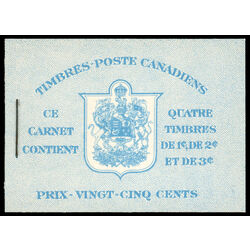 TIMBRES-POSTE CANADIENS
CE
CARNET
CONTIENT
QUATRE
TIMBRES
DE 1¢, DE 2¢
ET DE 3¢
PRIX-VINGT-CINQ CENTS